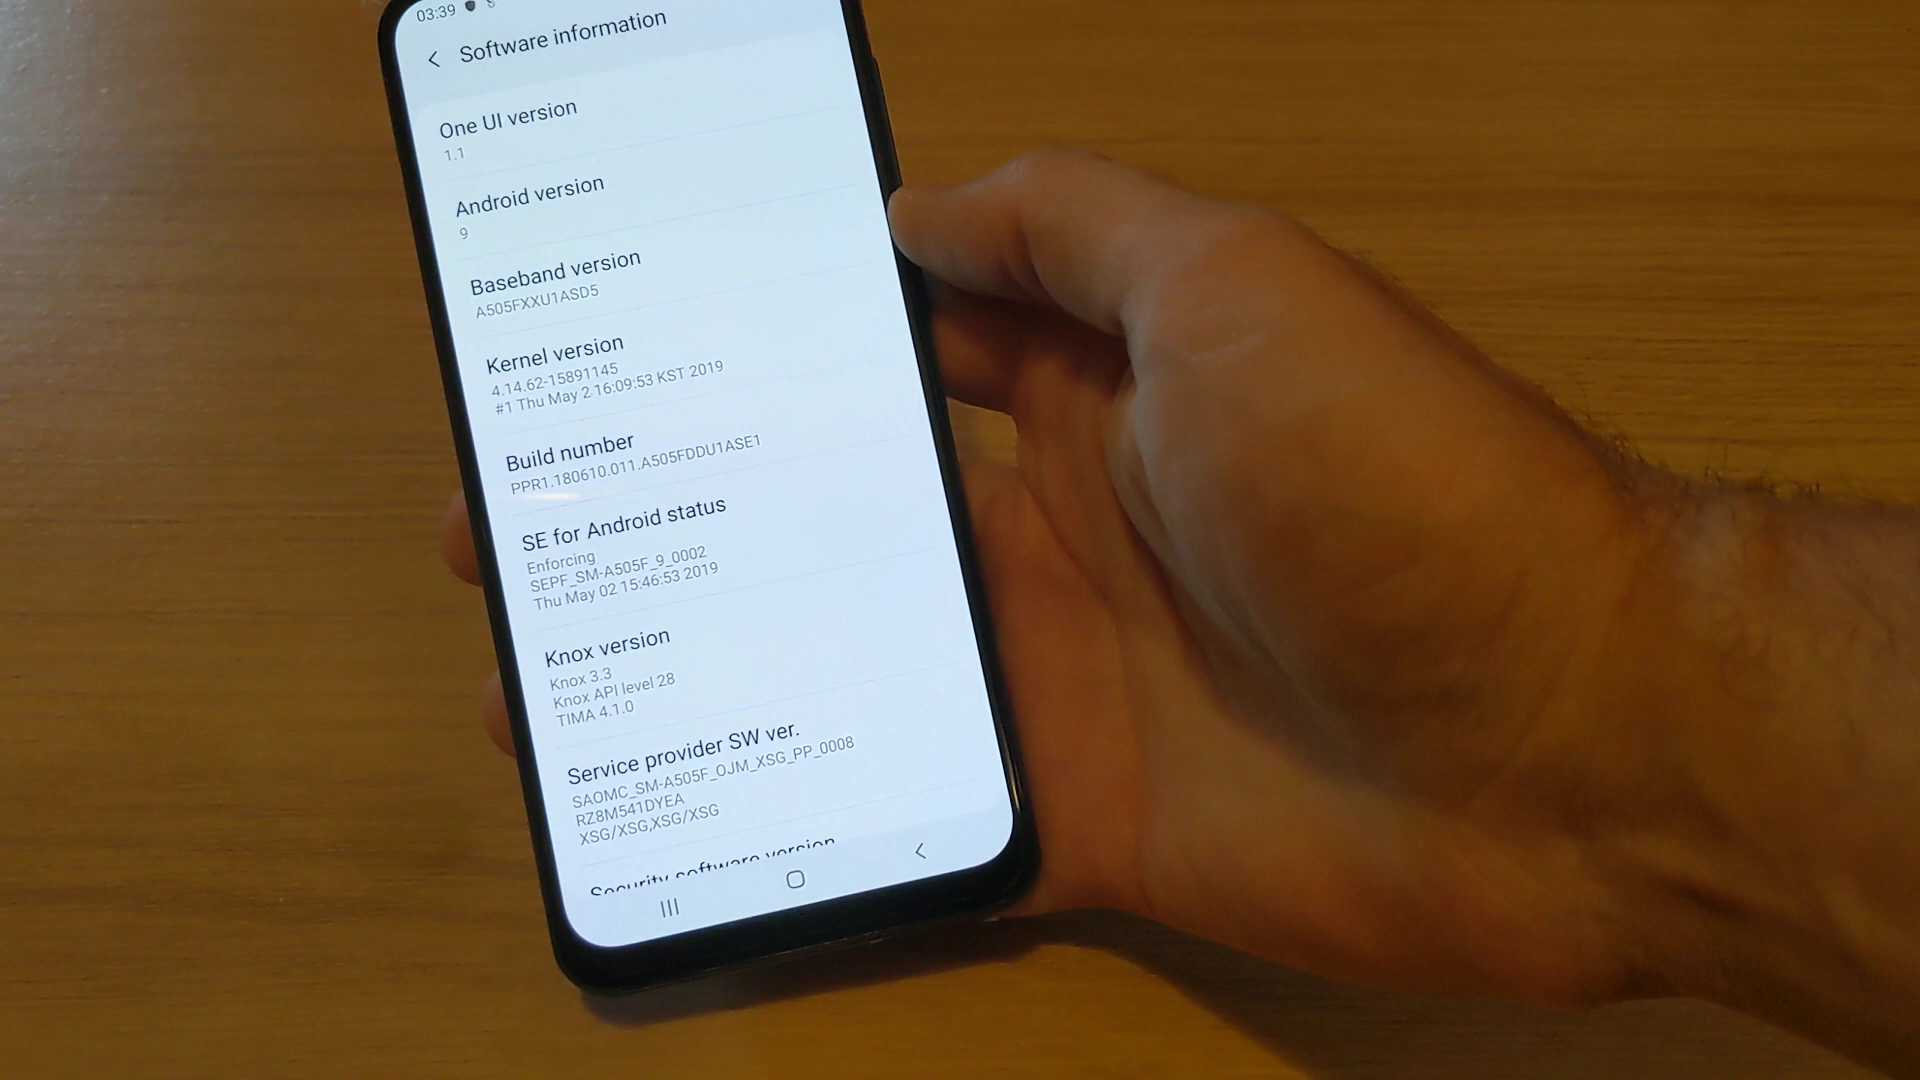 03:39
Software information
One UI version
1.1
Android version
9
Baseband version
A505FXXU1ASD5
Kernel version
4.14.62-15891145
#1 Thu May 2 16:09:53 KST 2019
Build number
PPR1.180610.011.A505FDDU1ASE1
SE for Android status
Enforcing
SEPF_SM-A505F_9_0002
Thu May 02 15:46:53 2019
Knox version
Knox 3.3
Knox API level 28
TIMA 4.1.0
Service provider SW ver.
SAOMC_SM-A505F_OJM_XSG_PP_0008
RZ8M541DYEA
XSG/XSG,XSG/XSG
Security software version